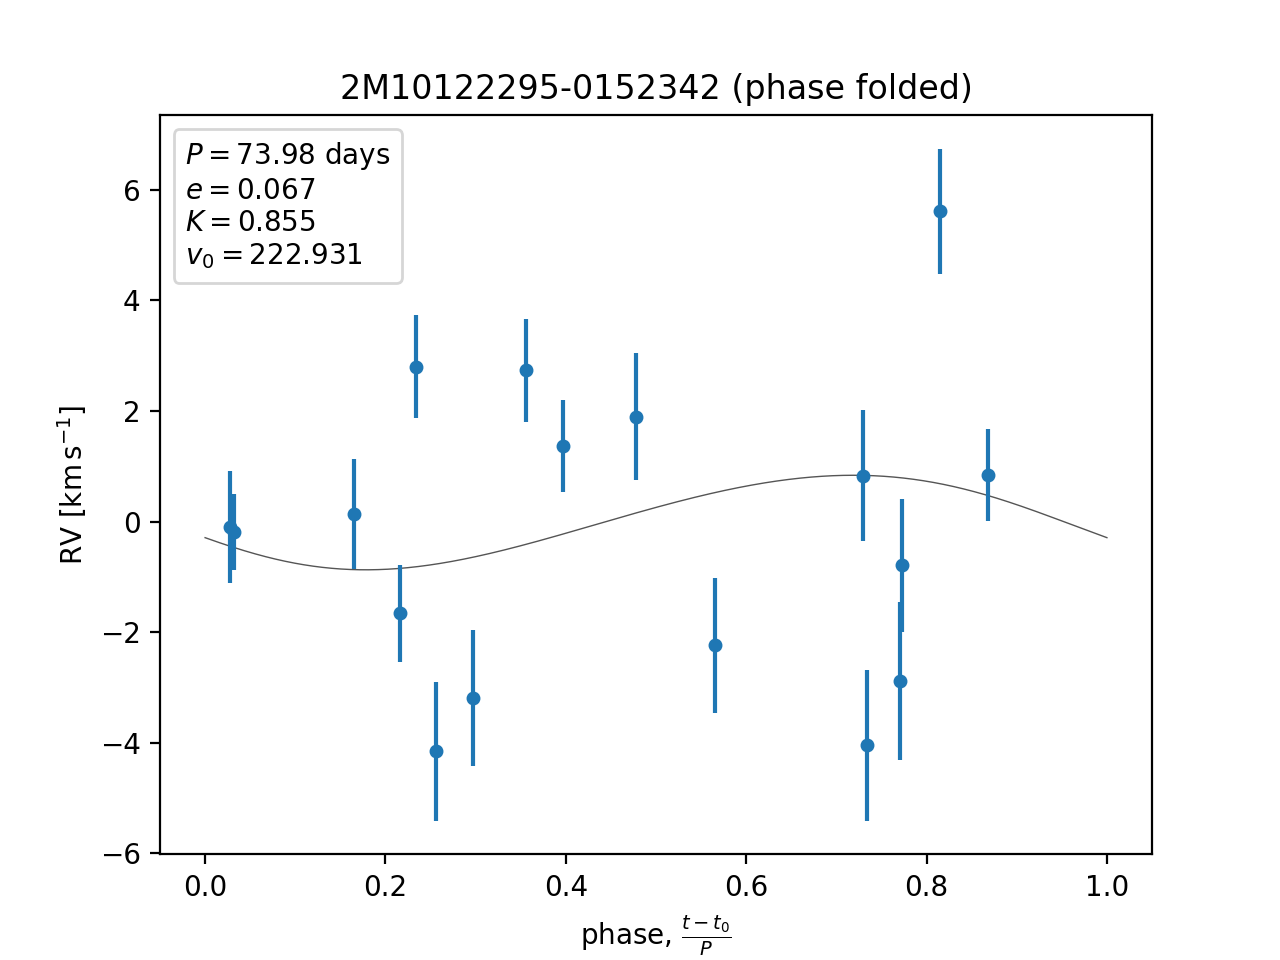 2M10122295-0152342 (phase folded)
P = 73.98 days
e = 0.067
K = 0.855
v₀ = 222.931
6
4
2
0
−2
−4
−6
RV [km s⁻¹]
0.0 0.2 0.4 0.6 0.8 1.0
phase, (t − t₀)/P